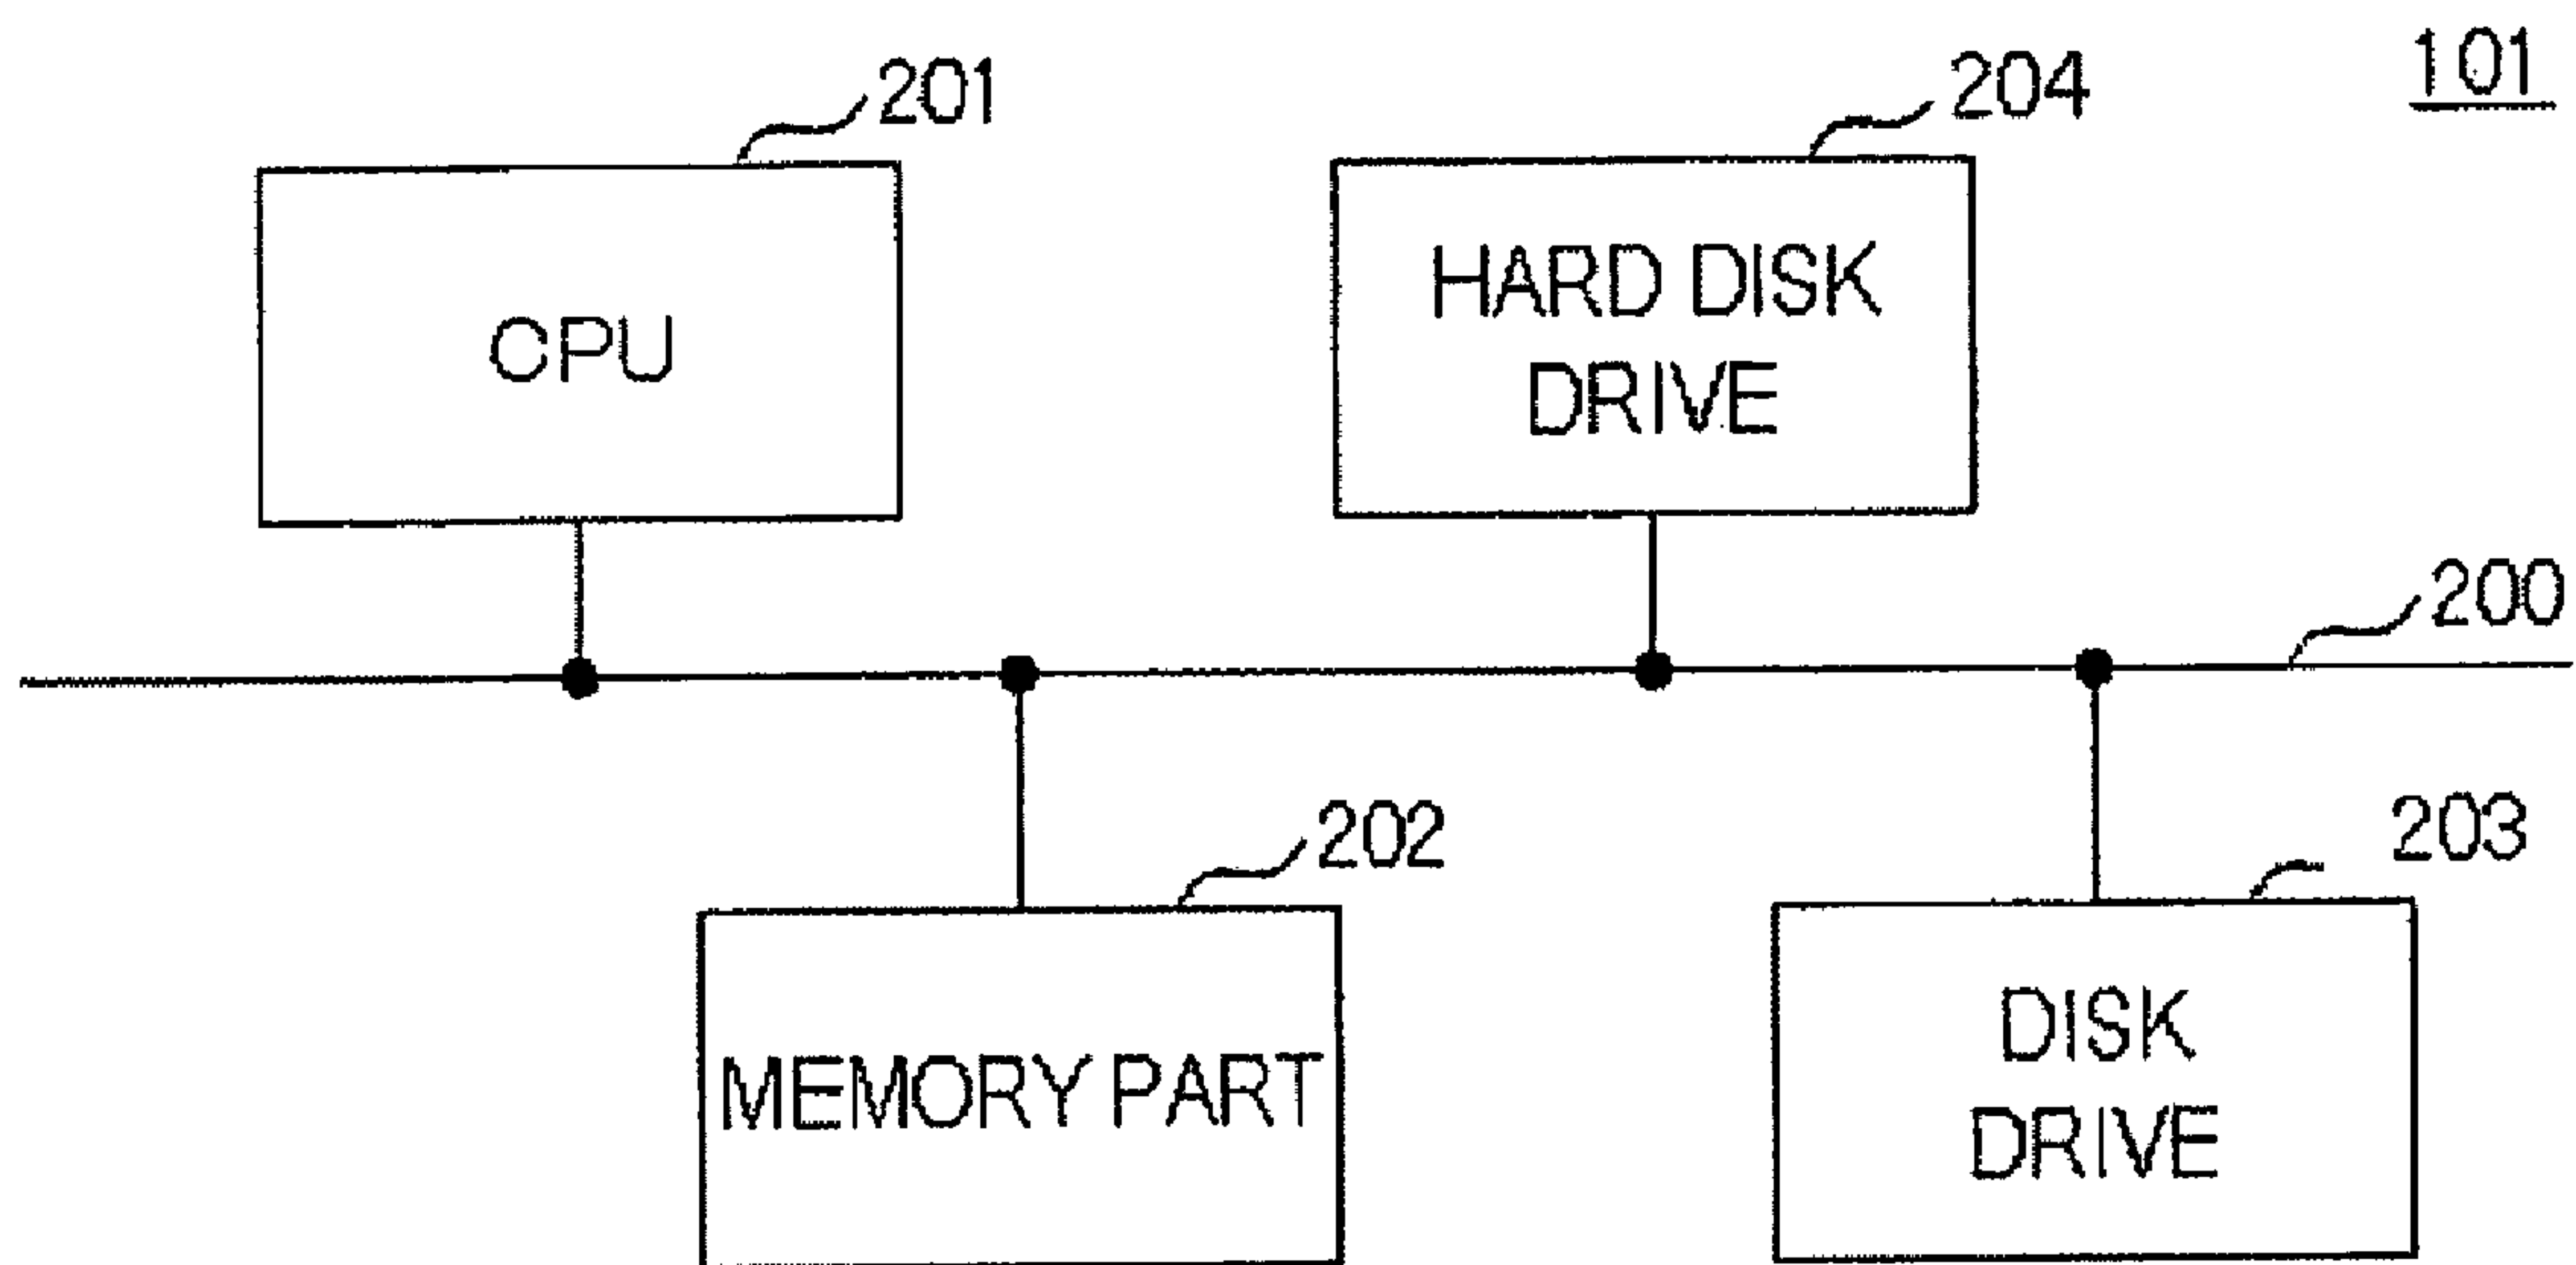 101
201
204
CPU
HARD DISK
DRIVE
200
202
203
MEMORY PART
DISK
DRIVE